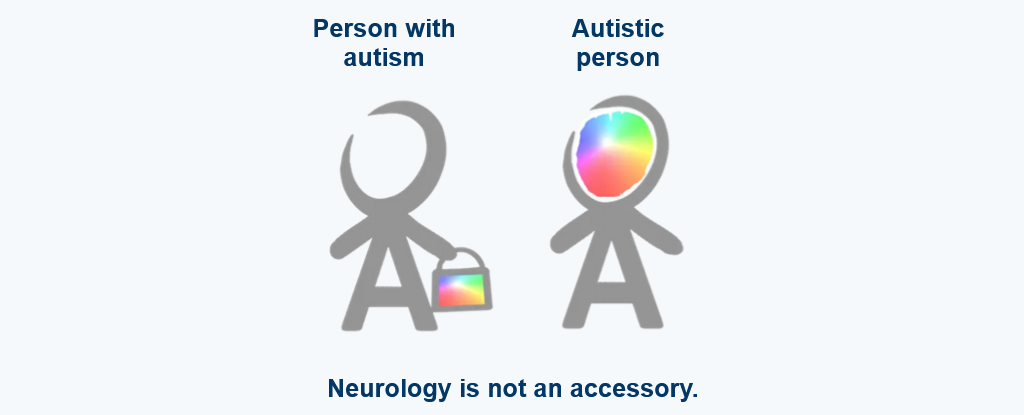 Person with
autism
Autistic
person
Neurology is not an accessory.